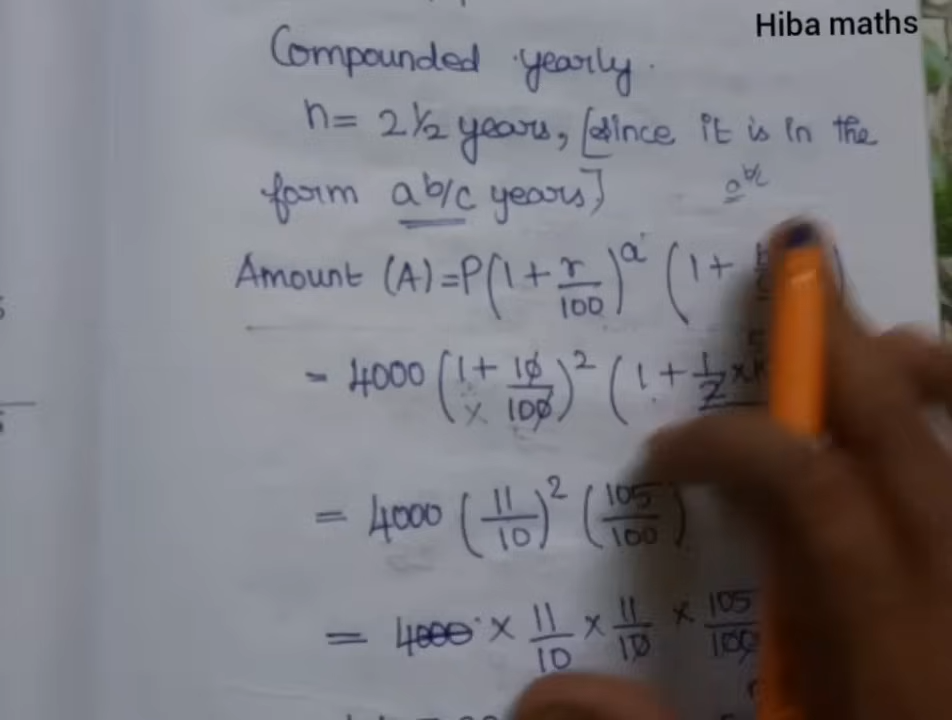 Hiba maths
Compounded yearly.
n= 2 1/2 years, [since it is in the
form a b/c years]
a b/c
Amount (A) = P(1 + r/100)^a (1 +
= 4000 (1 + 10/100)^2 (1 + 1/2 ×
= 4000 (11/10)^2 (105/100)
= 4000 × 11/10 × 11/10 × 105/100